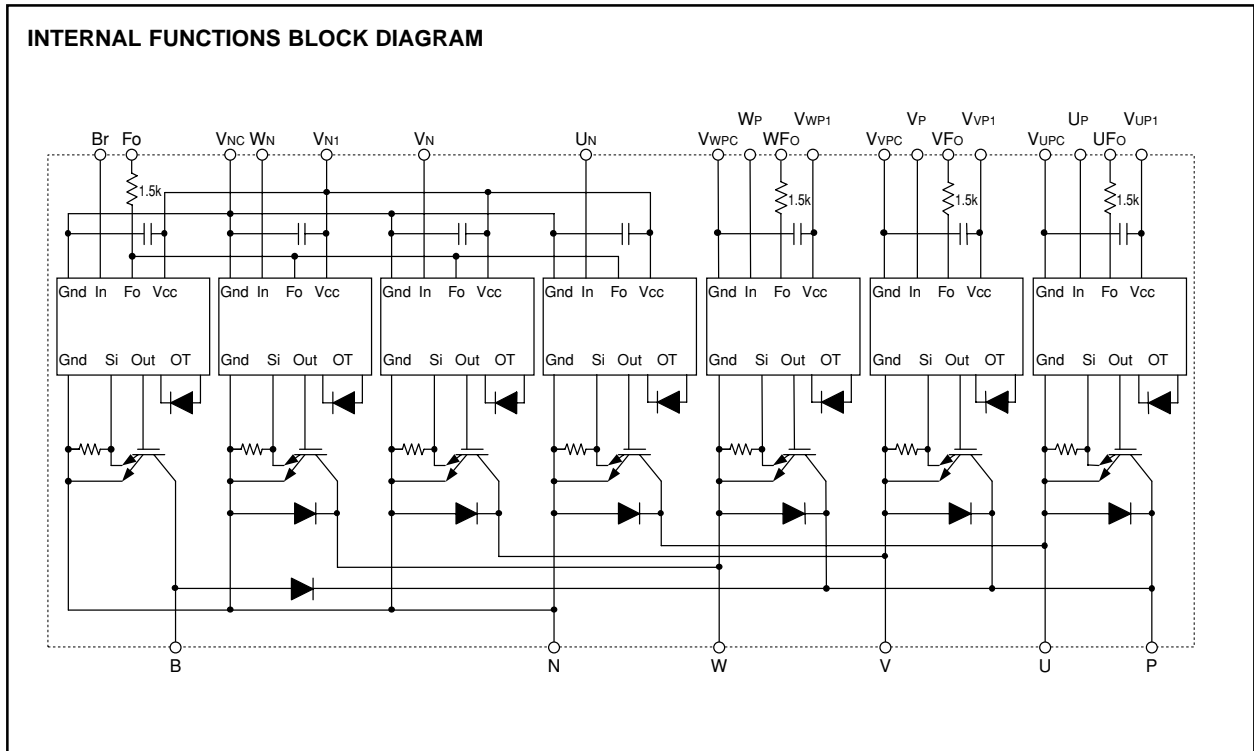 INTERNAL FUNCTIONS BLOCK DIAGRAM
WP VWP1 VP VVP1 UP VUP1
Br Fo VNC WN VN1 VN UN VWPC WFO VVPC VFO VUPC UFO
1.5k 1.5k 1.5k 1.5k
Gnd In Fo Vcc Gnd In Fo Vcc Gnd In Fo Vcc Gnd In Fo Vcc Gnd In Fo Vcc Gnd In Fo Vcc Gnd In Fo Vcc
Gnd Si Out OT Gnd Si Out OT Gnd Si Out OT Gnd Si Out OT Gnd Si Out OT Gnd Si Out OT Gnd Si Out OT
B N W V U P